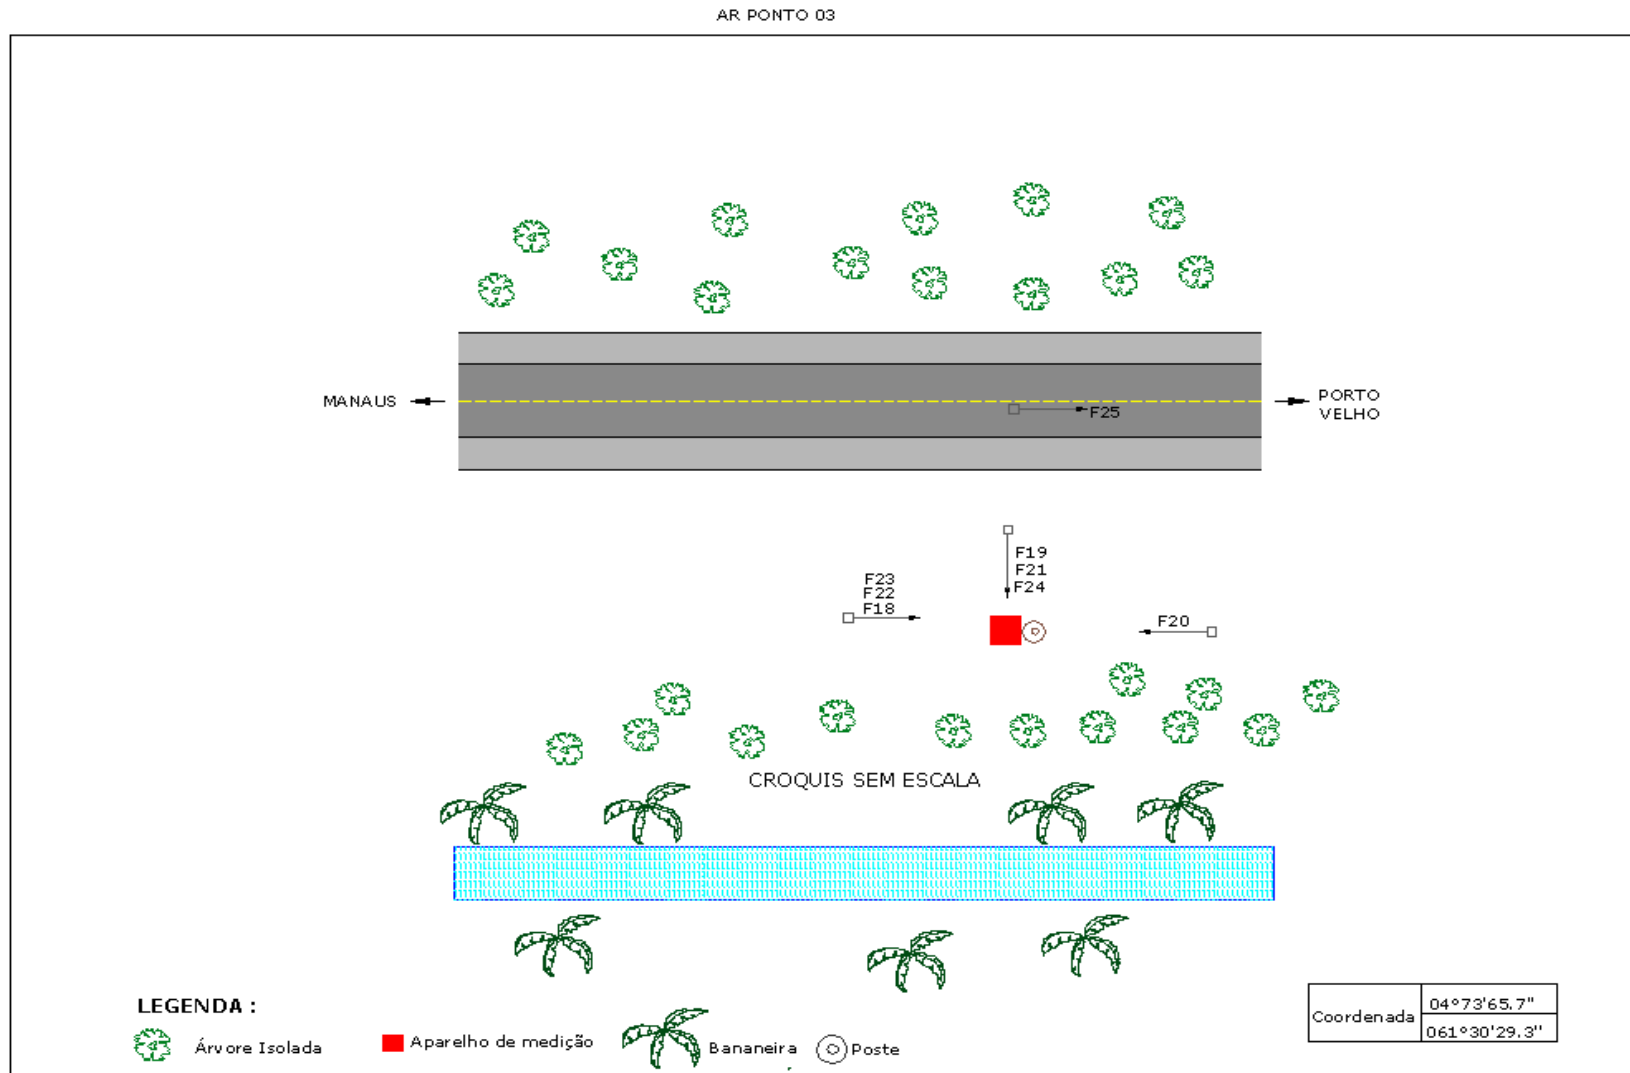 AR PONTO 03
MANAUS
PORTO
VELHO
F25
F19
F21
F24
F23
F22
F18
F20
CROQUIS SEM ESCALA
LEGENDA :
Árvore Isolada
Aparelho de medição
Bananeira
Poste
Coordenada
04°73'65.7"
061°30'29.3"